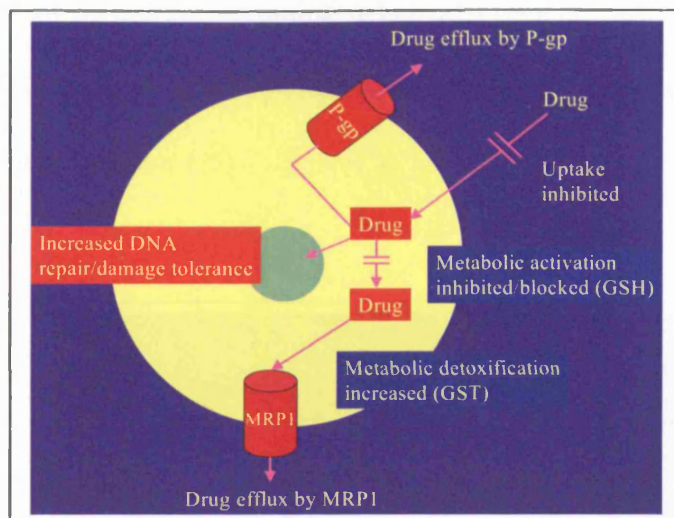 Drug efflux by P-gp
P-gp
Drug
Uptake
inhibited
Drug
Increased DNA
repair/damage tolerance
Metabolic activation
inhibited/blocked (GSH)
Drug
Metabolic detoxification
increased (GST)
MRP1
Drug efflux by MRP1